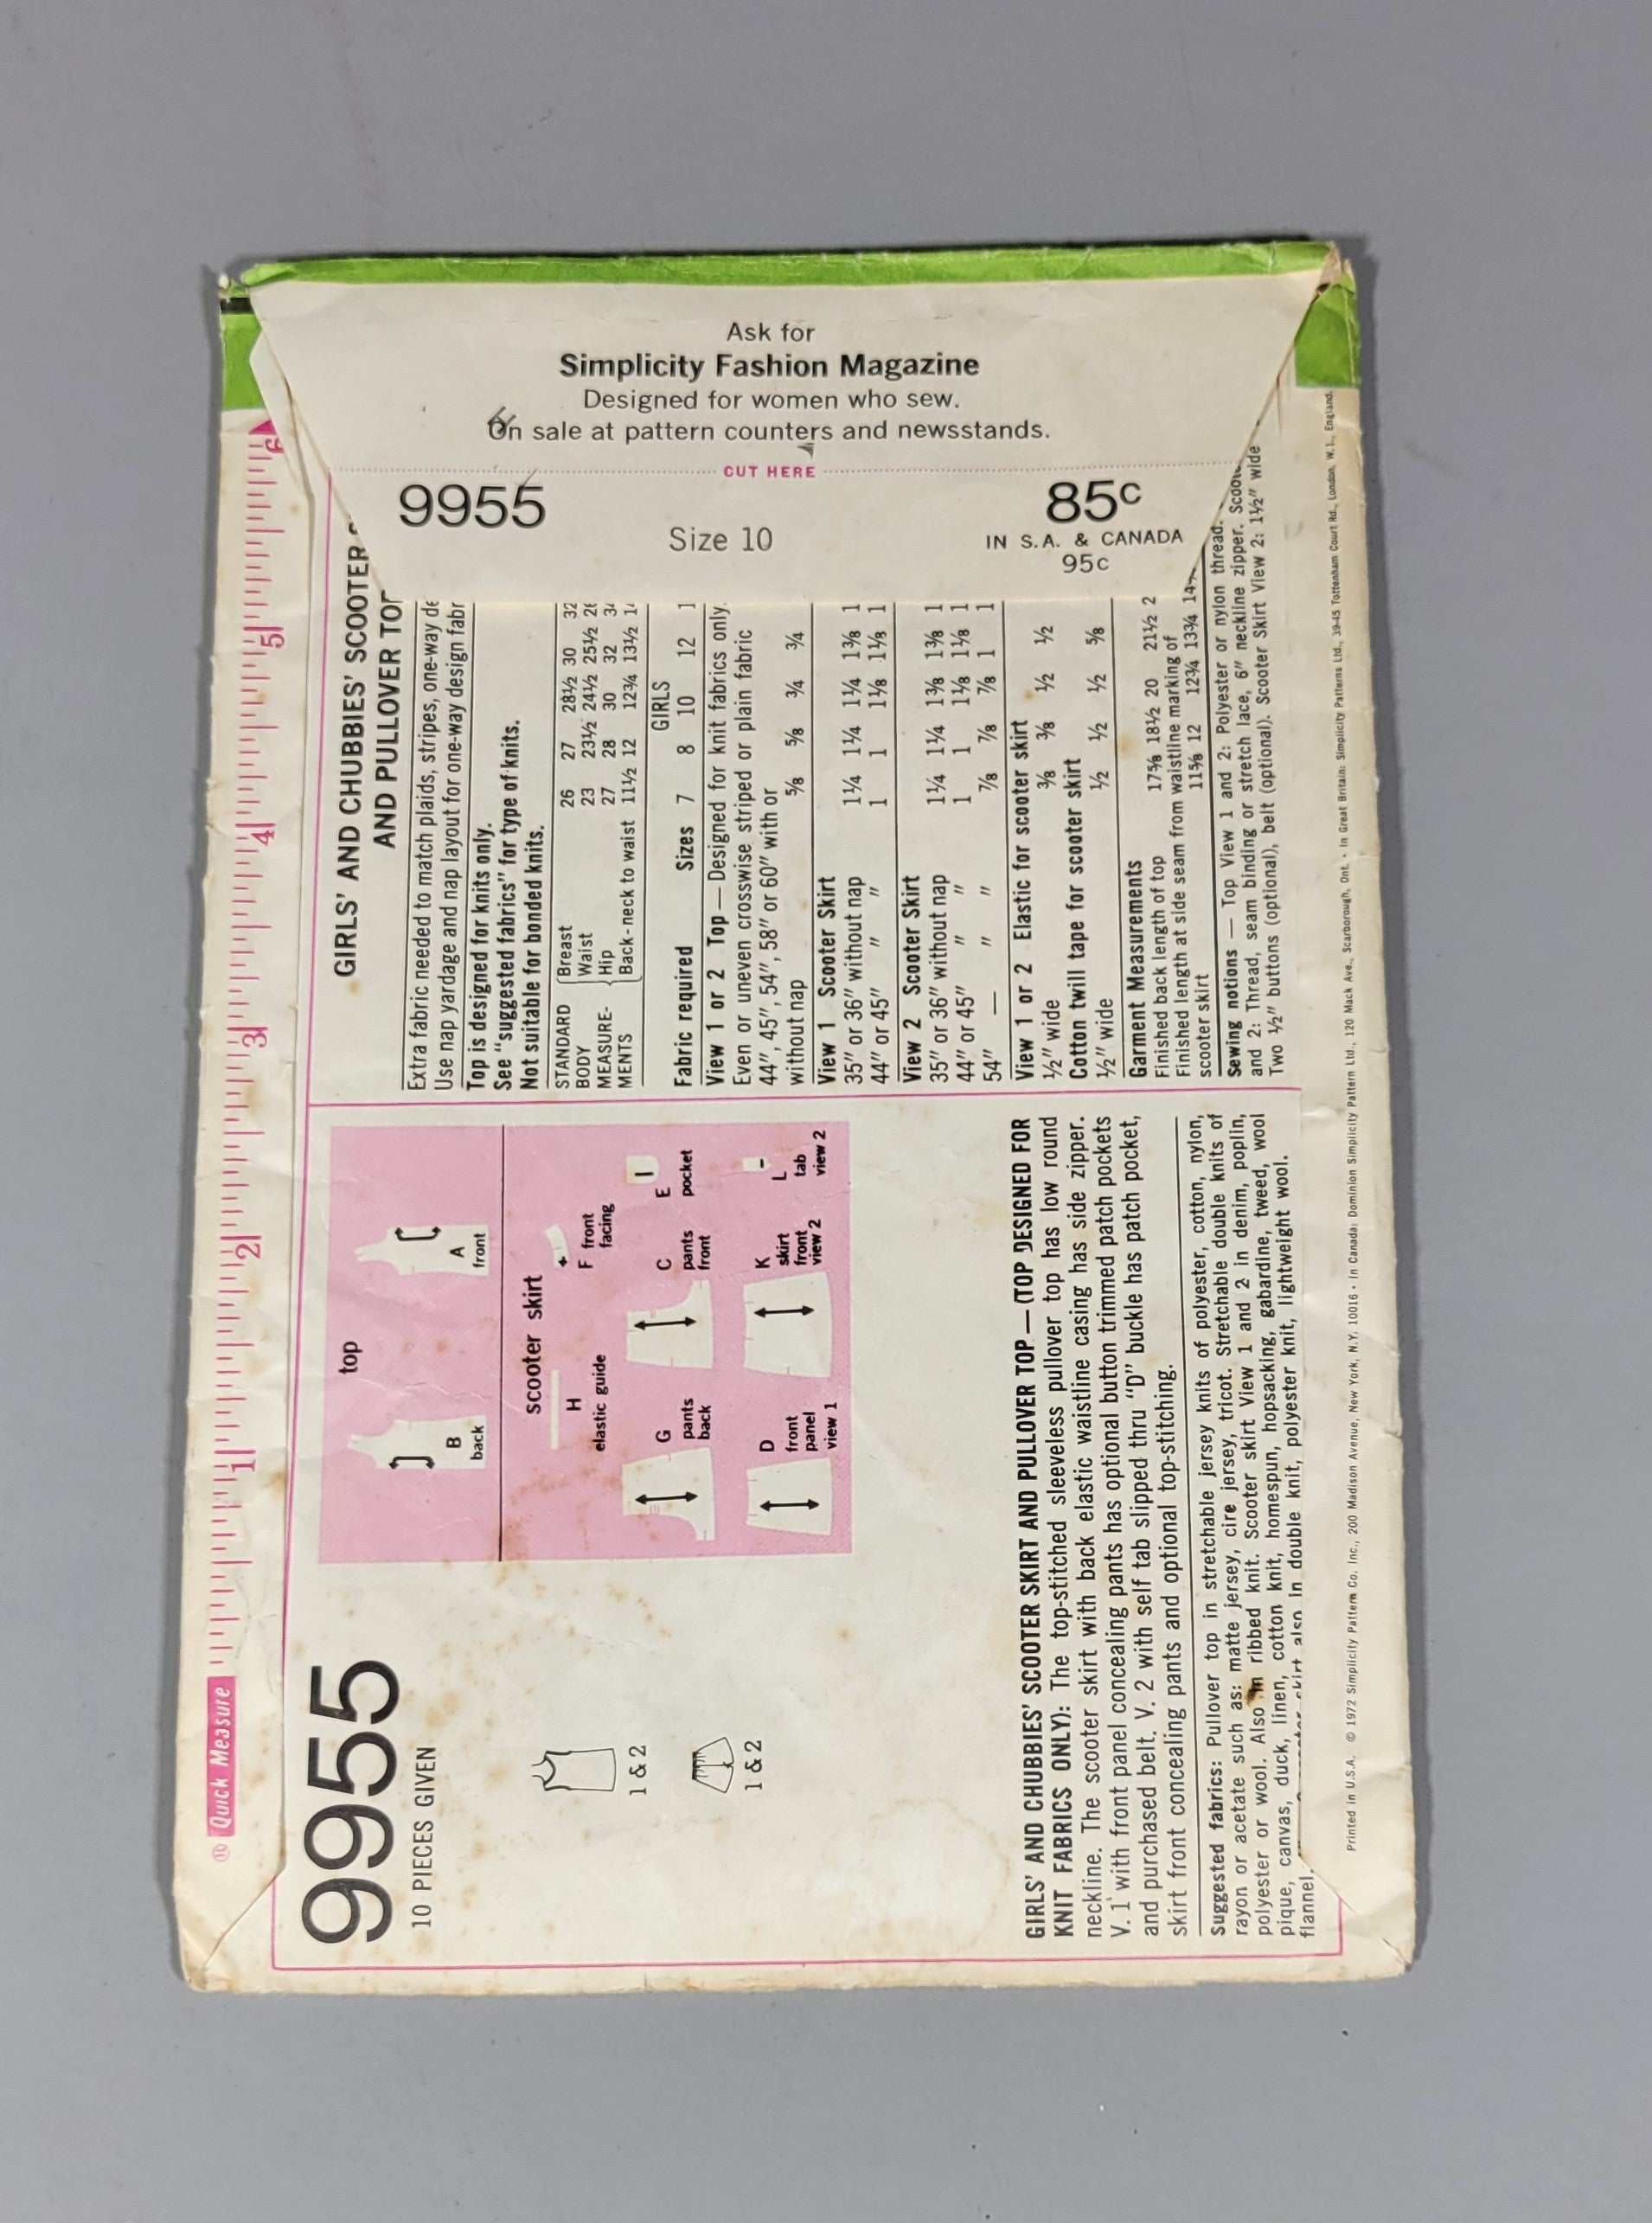 Ask for
Simplicity Fashion Magazine
Designed for women who sew.
On sale at pattern counters and newsstands.
CUT HERE
9955
Size 10
85c
IN S.A. & CANADA
95c
Quick Measure
1 2 3 4 5 6
9955
10 PIECES GIVEN
1 & 2
1 & 2
top
B
back
A
front
scooter skirt
H
elastic guide
F front
facing
G
pants
back
C
pants
front
E
pocket
D
front
panel
view 1
K
skirt
front
view 2
L
tab
view 2
GIRLS' AND CHUBBIES' SCOOTER SKIRT AND PULLOVER TOP — (TOP DESIGNED FOR
KNIT FABRICS ONLY): The top-stitched sleeveless pullover top has low round
neckline. The scooter skirt with back elastic waistline casing has side zipper.
V. 1 with front panel concealing pants has optional button trimmed patch pockets
and purchased belt. V. 2 with self tab slipped thru "D" buckle has patch pocket,
skirt front concealing pants and optional top-stitching.
Suggested fabrics: Pullover top in stretchable jersey knits of polyester, cotton, nylon,
rayon or acetate such as: matte jersey, cire jersey, tricot. Stretchable double knits of
polyester or wool. Also in ribbed knit. Scooter skirt View 1 and 2 in denim, poplin,
pique, canvas, duck, linen, cotton knit, homespun, hopsacking, gabardine, tweed, wool
flannel. skirt also in double knit, polyester knit, lightweight wool.
GIRLS' AND CHUBBIES' SCOOTER
AND PULLOVER TOP
Extra fabric needed to match plaids, stripes, one-way de
Use nap yardage and nap layout for one-way design fabr
Top is designed for knits only.
See "suggested fabrics" for type of knits.
Not suitable for bonded knits.
STANDARD Breast 26 27 28½ 30 32
BODY Waist 23 23½ 24½ 25½
MEASURE- Hip 27 28 30 32
MENTS Back-neck to waist 11½ 12 12¾ 13½
GIRLS
Fabric required Sizes 7 8 10 12 1
View 1 or 2 Top — Designed for knit fabrics only.
Even or uneven crosswise striped or plain fabric
44", 45", 54", 58" or 60" with or
without nap ⅝ ⅝ ¾ ¾
View 1 Scooter Skirt
35" or 36" without nap 1¼ 1¼ 1¼ 1⅜ 1
44" or 45" " " 1 1 1⅛ 1⅛ 1
View 2 Scooter Skirt
35" or 36" without nap 1¼ 1¼ 1⅜ 1⅜ 1
44" or 45" " " 1 1 1⅛ 1⅛ 1
54" — " " ⅞ ⅞ ⅞ 1 1
View 1 or 2 Elastic for scooter skirt
½" wide ⅜ ⅜ ½ ½
Cotton twill tape for scooter skirt
½" wide ½ ½ ½ ⅝
Garment Measurements
Finished back length of top 17⅝ 18½ 20 21½ 2
Finished length at side seam from waistline marking of
scooter skirt 11⅝ 12 12¾ 13¾
Sewing notions — Top View 1 and 2: Polyester or nylon thread.
and 2: Thread, seam binding or stretch lace, 6" neckline zipper. Scoot
Two ½" buttons (optional), belt (optional). Scooter Skirt View 2: 1½" wide
Printed in U.S.A. © 1972 Simplicity Pattern Co. Inc., 200 Madison Avenue, New York, N.Y. 10016 • In Canada: Dominion Simplicity Pattern Ltd., 120 Mack Ave., Scarborough, Ont. • In Great Britain: Simplicity Patterns Ltd., 39-45 Tottenham Court Rd., London, W.1., England.